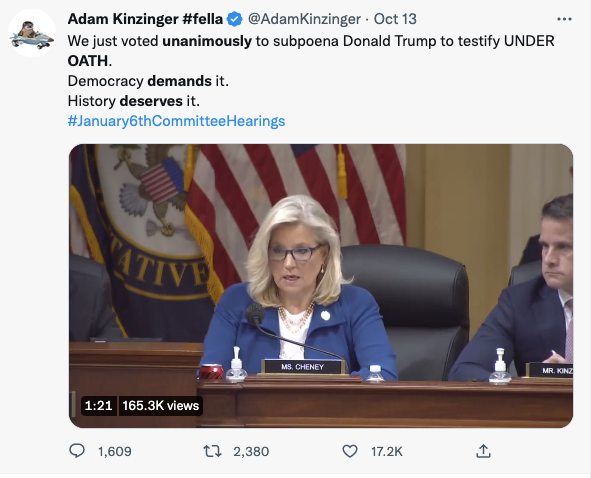 Adam Kinzinger #fella @AdamKinzinger · Oct 13
We just voted unanimously to subpoena Donald Trump to testify UNDER
OATH.
Democracy demands it.
History deserves it.
#January6thCommitteeHearings
ATIVE
MS. CHENEY
MR. KINZ
1:21 165.3K views
1,609 2,380 17.2K